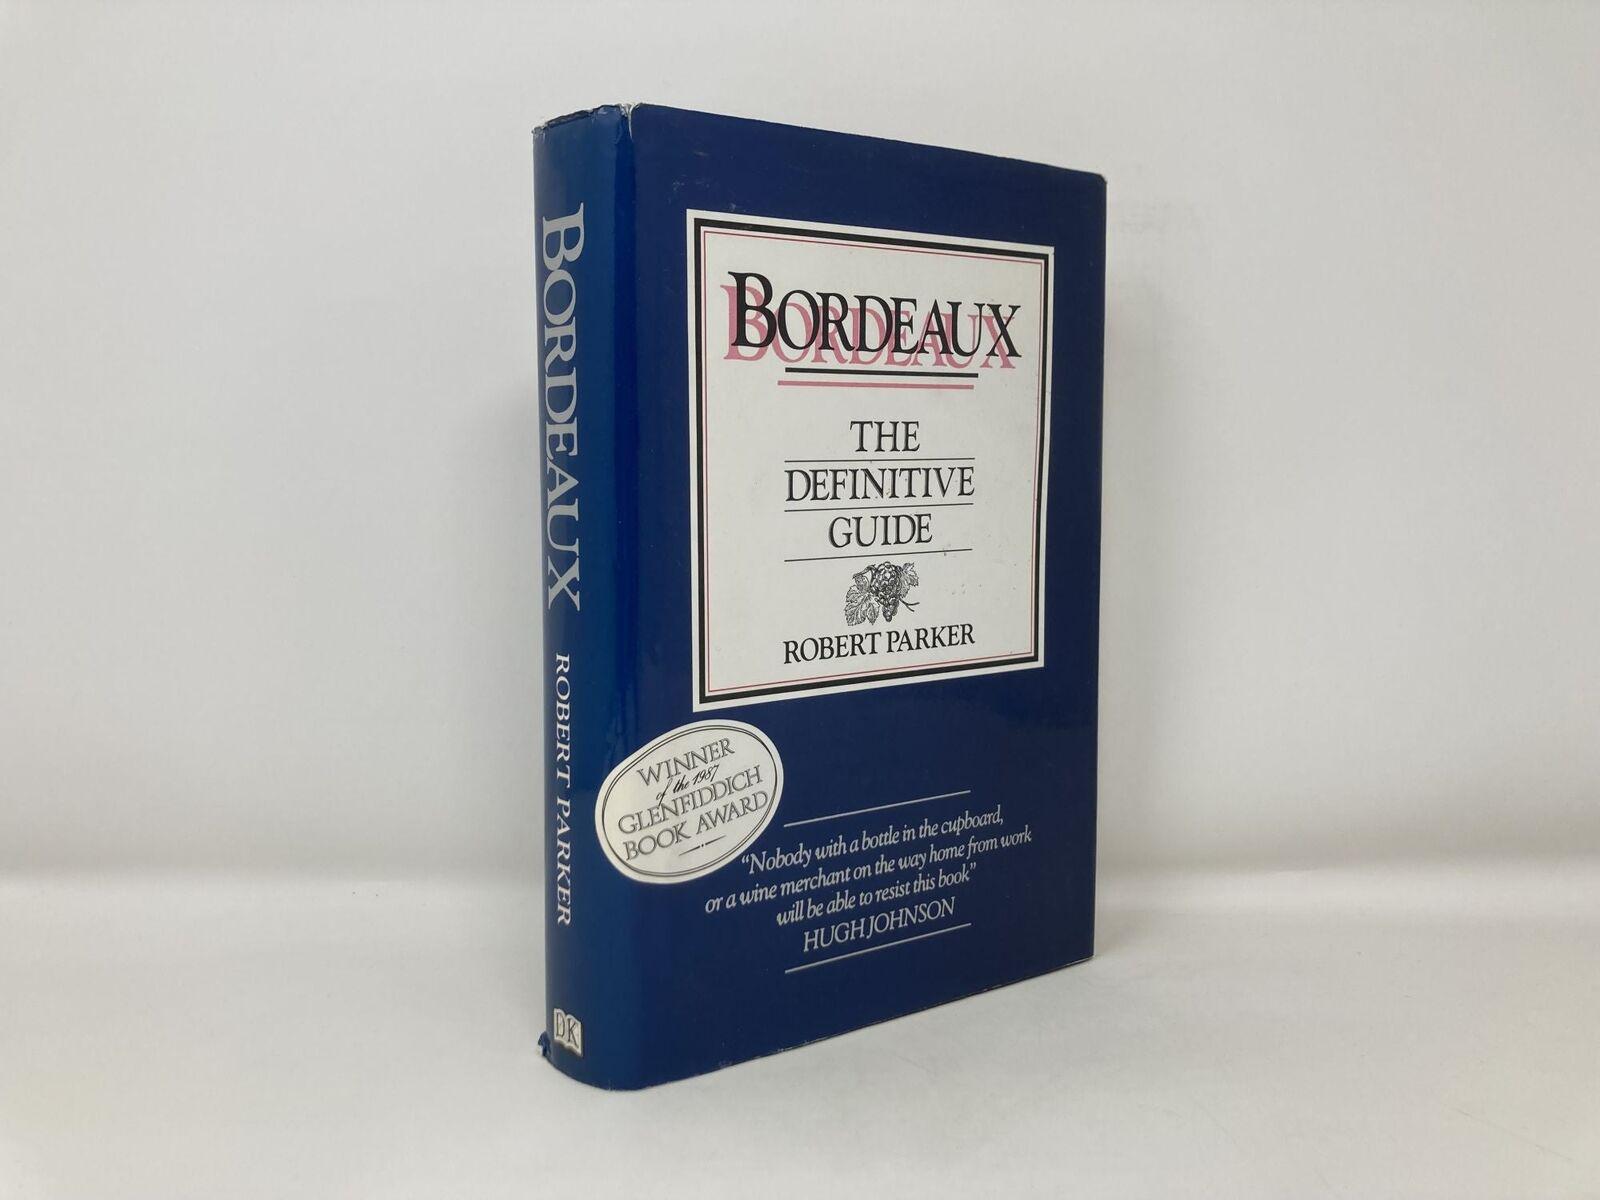 BORDEAUX
ROBERT PARKER
DK
BORDEAUX
THE
DEFINITIVE
GUIDE
ROBERT PARKER
WINNER
of the 1987
GLENFIDDICH
BOOK AWARD
"Nobody with a bottle in the cupboard,
or a wine merchant on the way home from work
will be able to resist this book"
HUGH JOHNSON